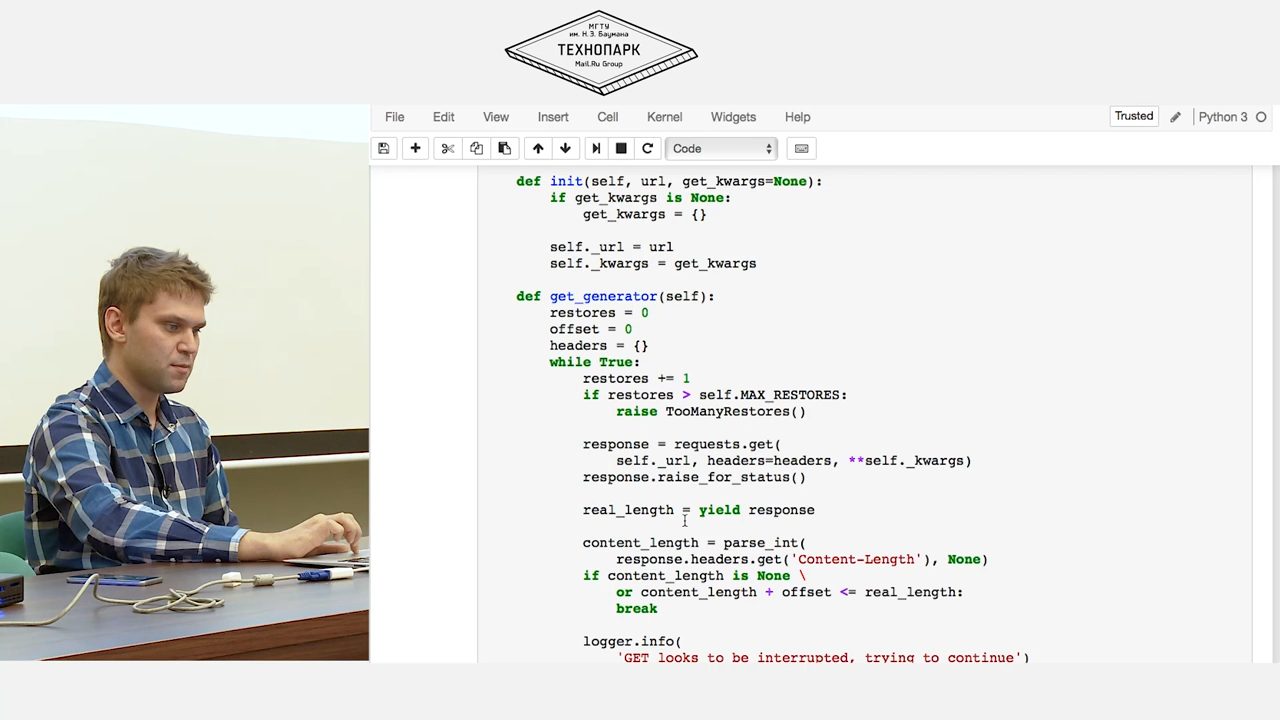 МГТУ
им. Н.Э. Баумана
ТЕХНОПАРК
Mail.Ru Group
File Edit View Insert Cell Kernel Widgets Help Trusted Python 3
Code
def init(self, url, get_kwargs=None):
if get_kwargs is None:
get_kwargs = {}
self._url = url
self._kwargs = get_kwargs
def get_generator(self):
restores = 0
offset = 0
headers = {}
while True:
restores += 1
if restores > self.MAX_RESTORES:
raise TooManyRestores()
response = requests.get(
self._url, headers=headers, **self._kwargs)
response.raise_for_status()
real_length = yield response
content_length = parse_int(
response.headers.get('Content-Length'), None)
if content_length is None \
or content_length + offset <= real_length:
break
logger.info(
'GET looks to be interrupted, trying to continue')